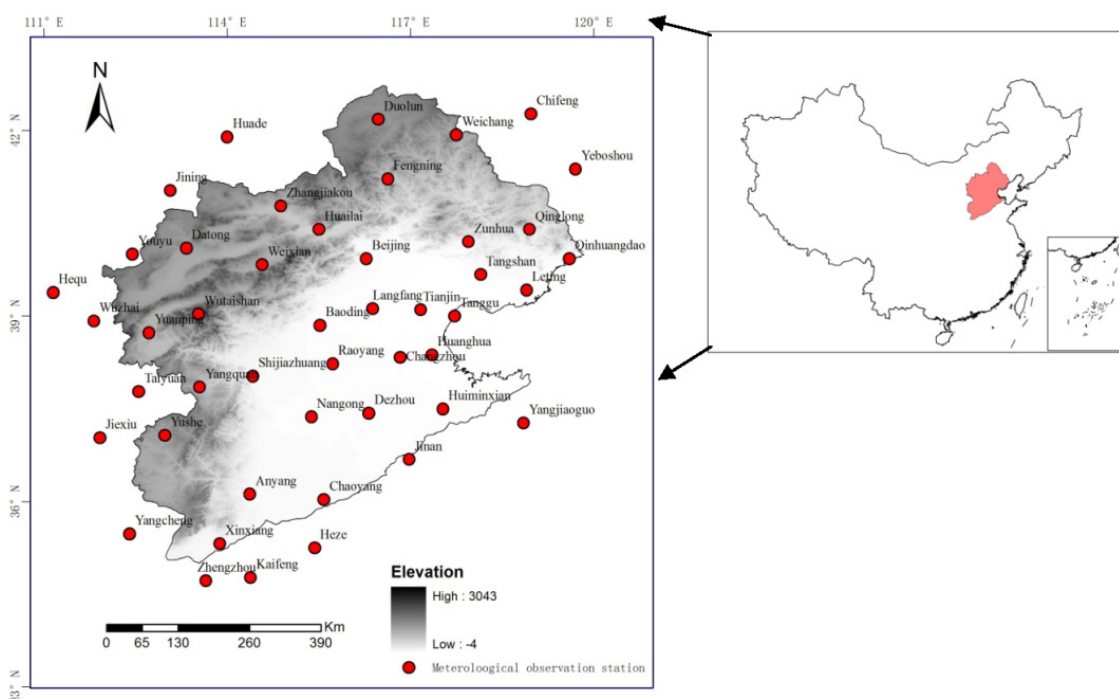 111° E 114° E 117° E 120° E
N
42° N
39° N
36° N
33° N
Duolun
Chifeng
Huade
Weichang
Yeboshou
Fengning
Jining
Zhangjiakou
Huailai
Qinglong
Zunhua
Datong
Youyu
Beijing
Qinhuangdao
Weixian
Tangshan
Hequ
Leting
Wuzhai
Wutaishan
Langfang
Tianjin
Tanggu
Yuanping
Baoding
Huanghua
Shijiazhuang
Raoyang
Changzhou
Taiyuan
Yangquan
Nangong
Dezhou
Huiminxian
Yangjiaoguo
Jiexiu
Yushe
Jinan
Anyang
Chaoyang
Yangcheng
Xinxiang
Heze
Zhengzhou
Kaifeng
Elevation
High : 3043
Low : -4
Km
0 65 130 260 390
Meteroloogical observation station